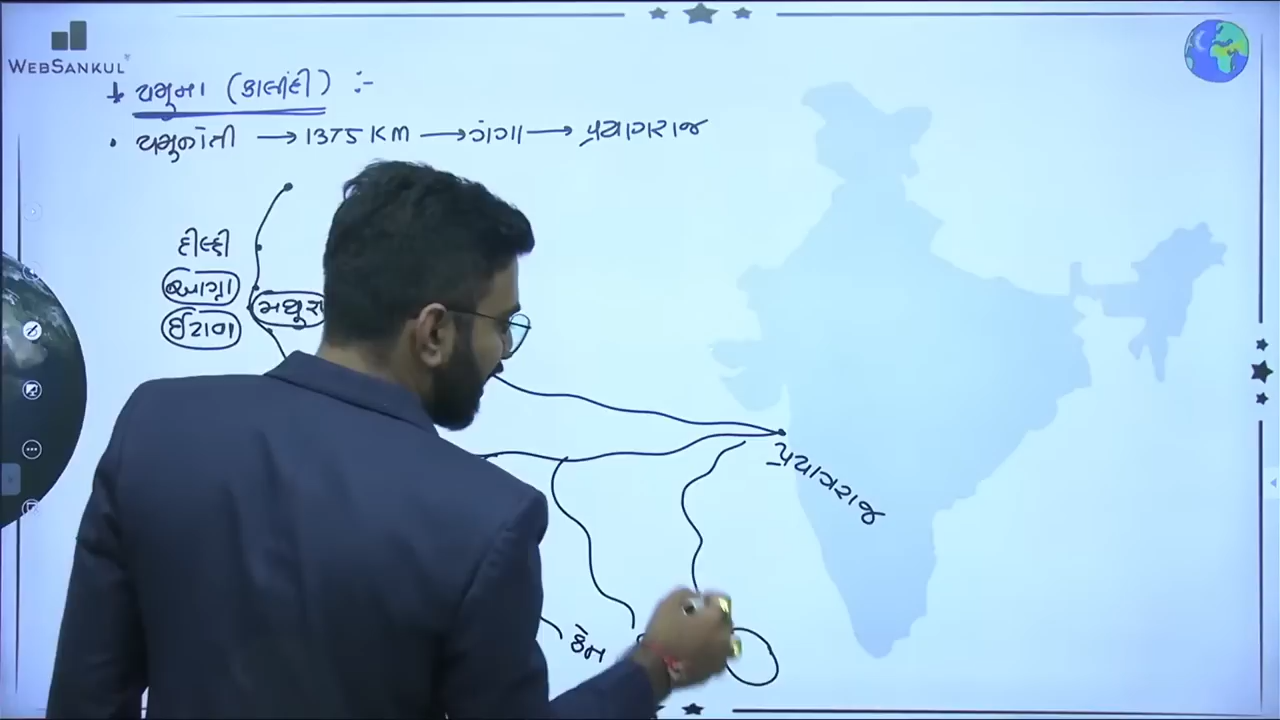 WEBSANKUL
યમુના (કાલીંદી) :-
• યમુનોત્રી → 1375 KM → ગંગા → પ્રયાગરાજ
દીલ્હી
આગ્રા
મથુરા
ઈટાવા
પ્રયાગરાજ
કેન